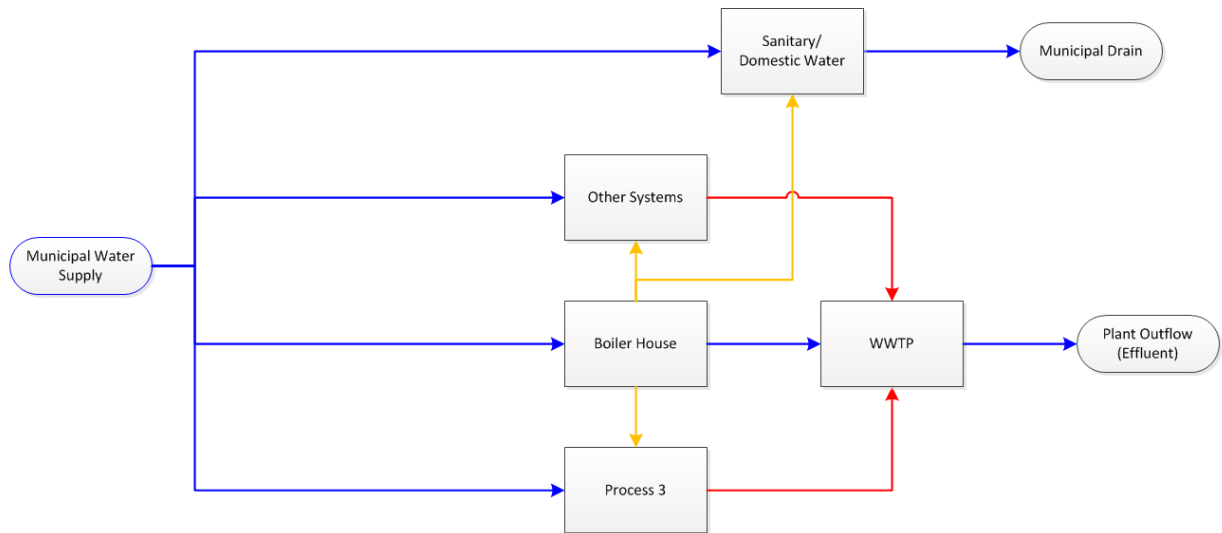 Sanitary/
Domestic Water
Municipal Drain
Other Systems
Municipal Water
Supply
Boiler House
WWTP
Plant Outflow
(Effluent)
Process 3